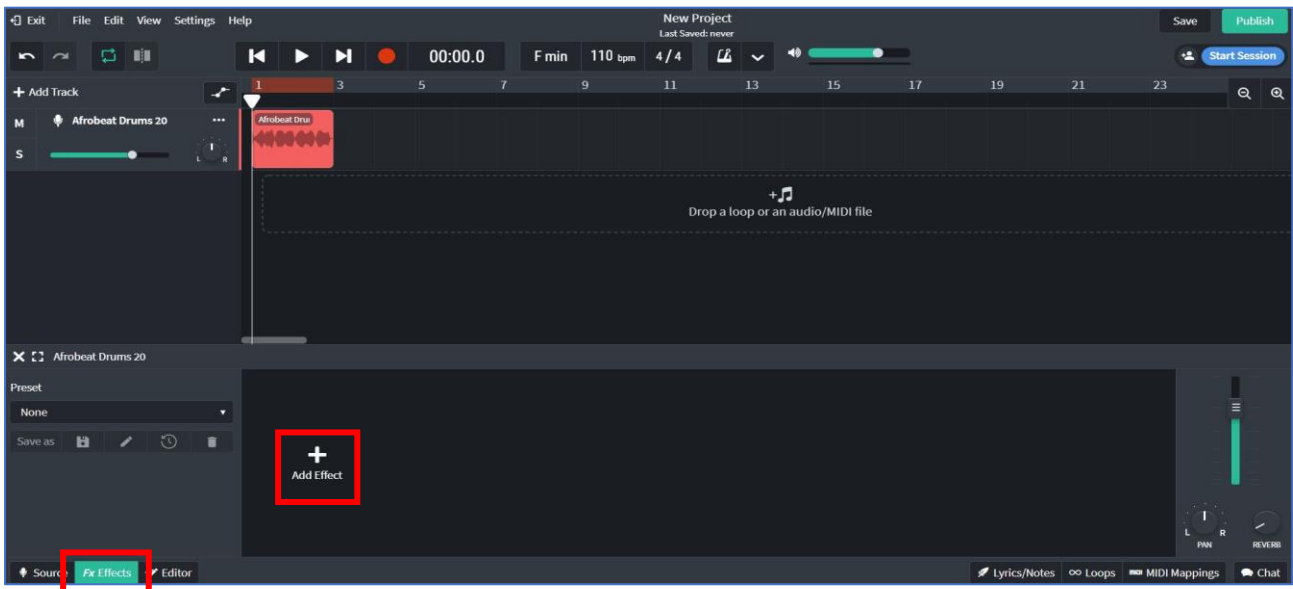 Exit File Edit View Settings Help New Project Save Publish
Last Saved: never
00:00.0 F min 110 bpm 4 / 4 Start Session
+ Add Track 1 3 5 7 9 11 13 15 17 19 21 23
M Afrobeat Drums 20 ... Afrobeat Dru
S L R
Drop a loop or an audio/MIDI file
Afrobeat Drums 20
Preset
None
Save as
Add Effect
L R
PAN REVERB
Source Fx Effects Editor Lyrics/Notes Loops MIDI Mappings Chat